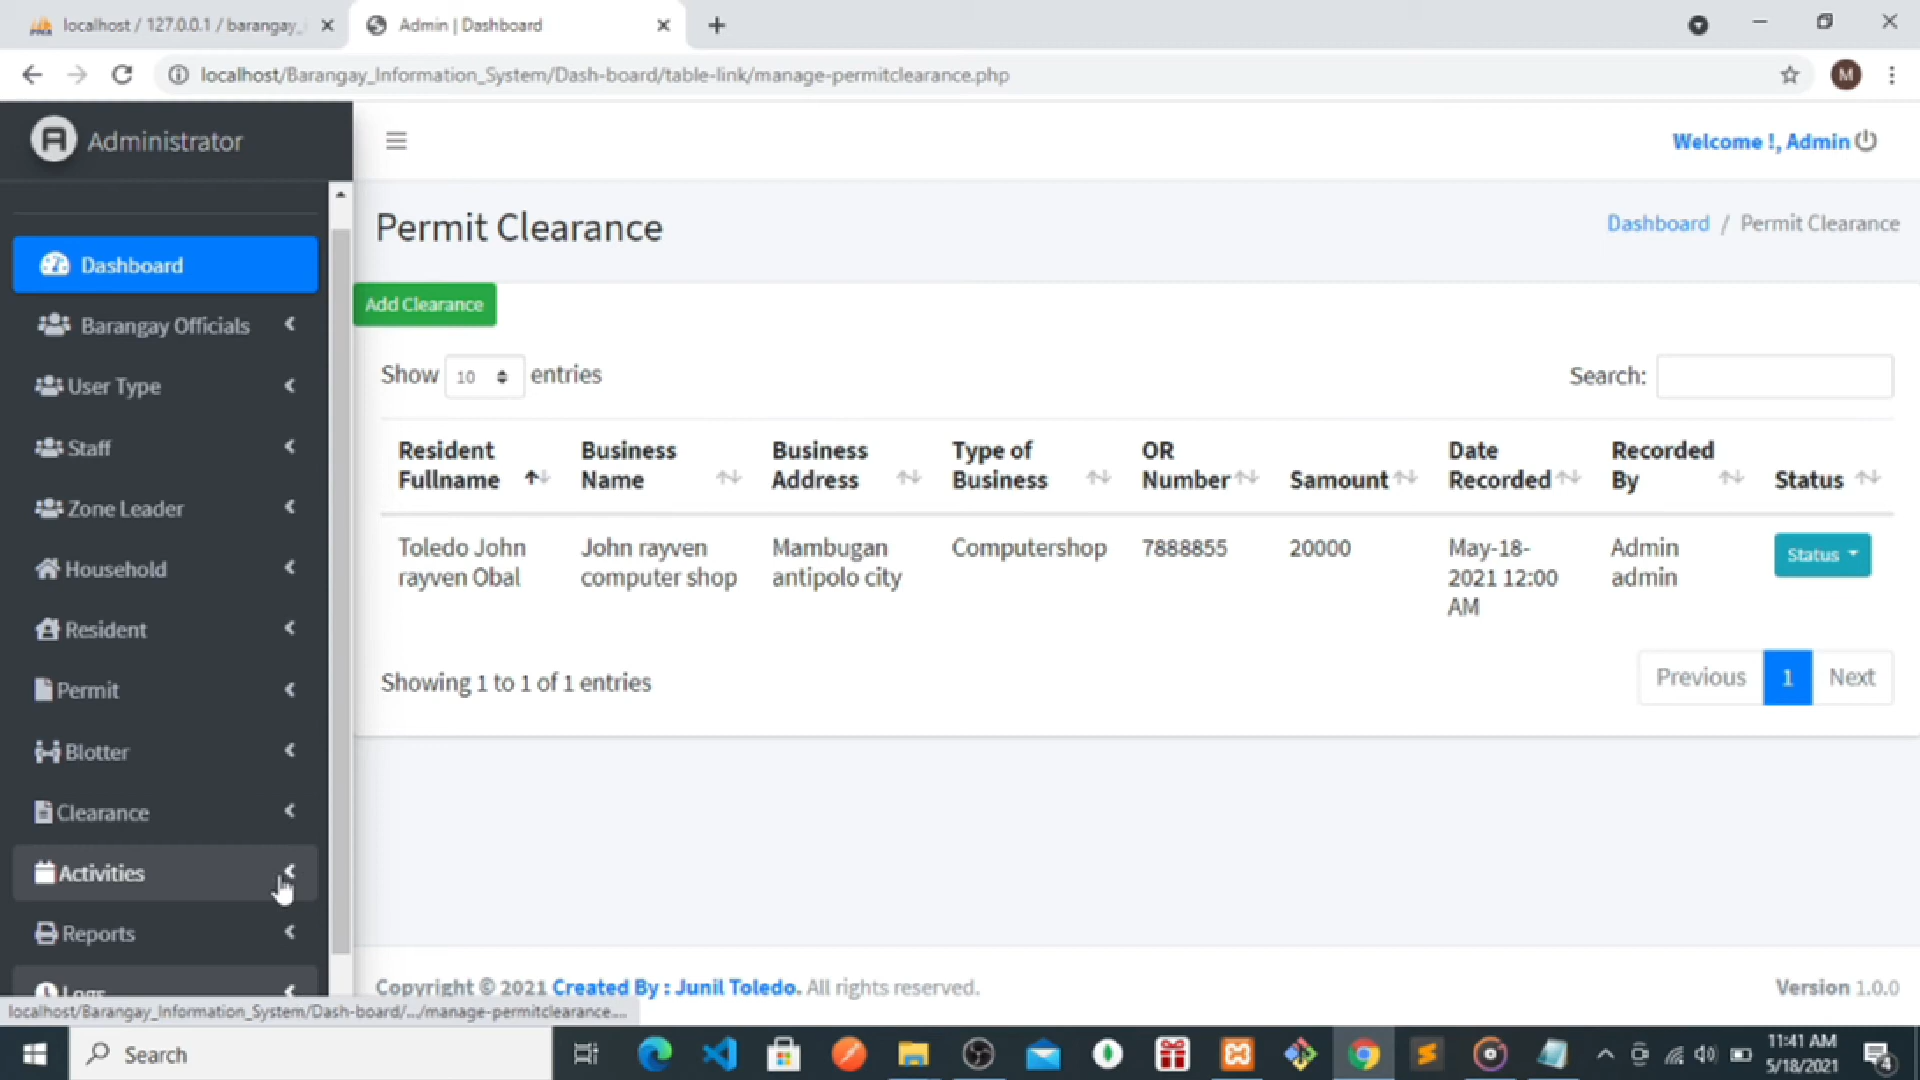 localhost / 127.0.0.1 / barangay_
Admin | Dashboard
localhost/Barangay_Information_System/Dash-board/table-link/manage-permitclearance.php
M
Administrator
Welcome !, Admin
Permit Clearance
Dashboard / Permit Clearance
Dashboard
Barangay Officials
User Type
Staff
Zone Leader
Household
Resident
Permit
Blotter
Clearance
Activities
Reports
Logs
Add Clearance
Show 10 entries
Search:
Resident Fullname
Business Name
Business Address
Type of Business
OR Number
Samount
Date Recorded
Recorded By
Status
Toledo John rayven Obal
John rayven computer shop
Mambugan antipolo city
Computershop
7888855
20000
May-18-2021 12:00 AM
Admin admin
Status
Showing 1 to 1 of 1 entries
Previous 1 Next
Copyright © 2021 Created By : Junil Toledo. All rights reserved.
Version 1.0.0
localhost/Barangay_Information_System/Dash-board/.../manage-permitclearance....
Search
11:41 AM
5/18/2021
4